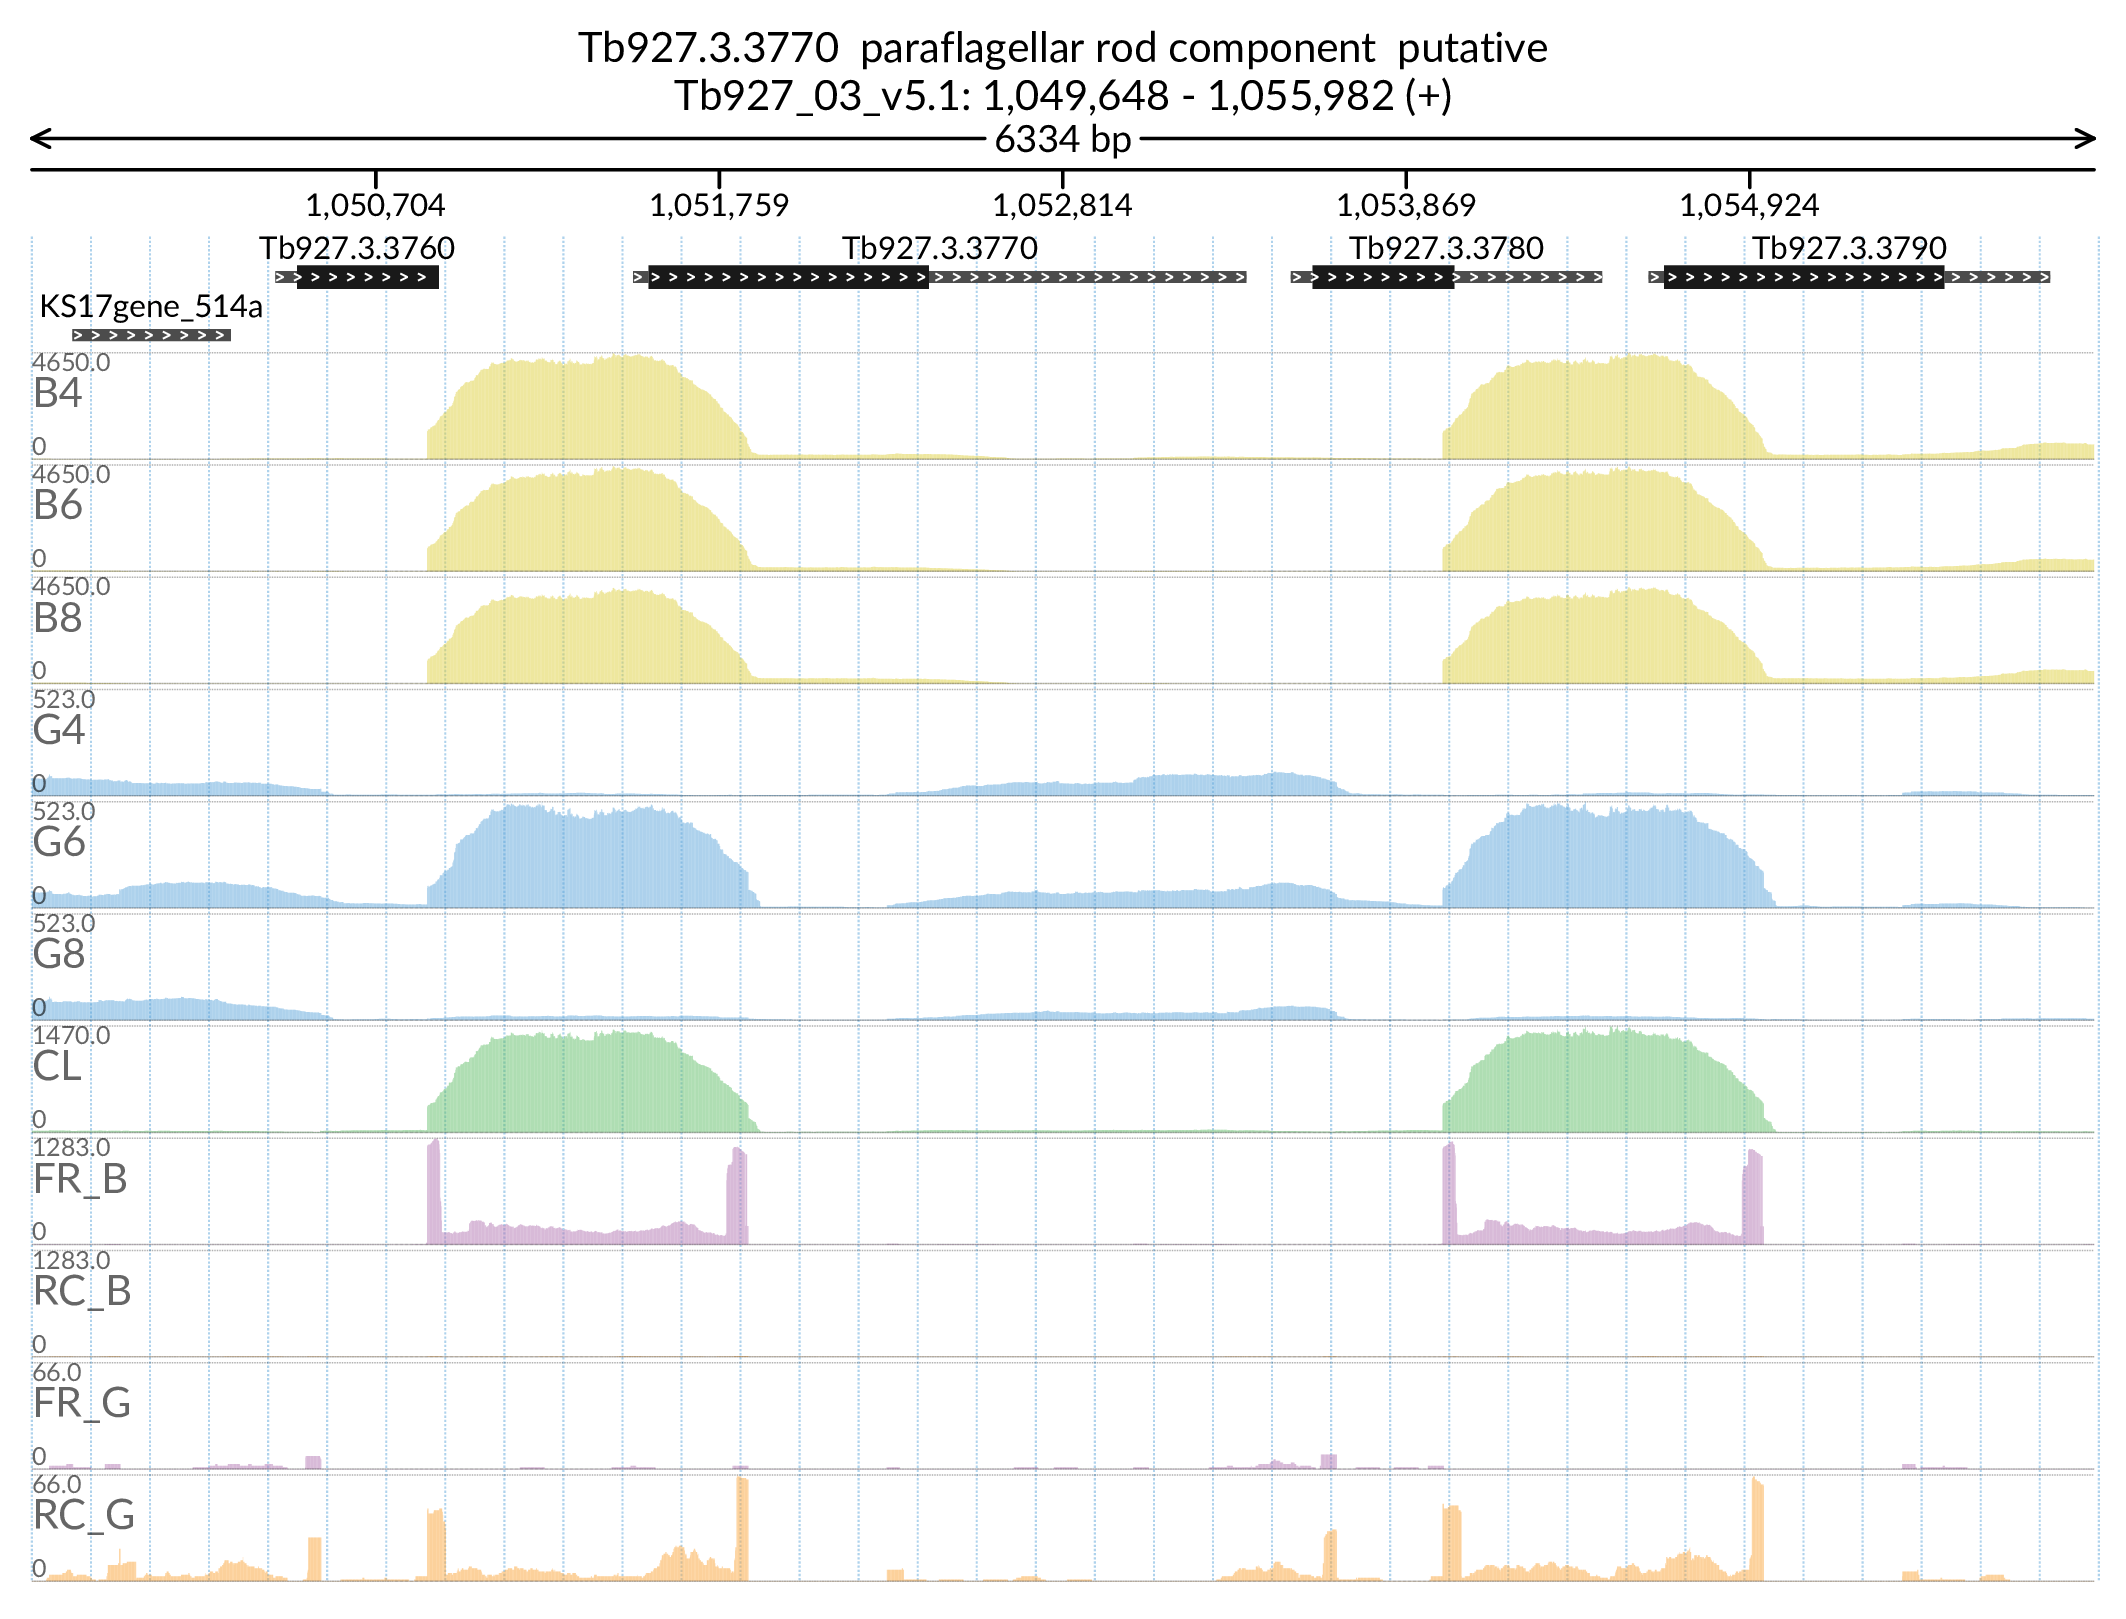 Tb927.3.3770  paraflagellar rod component  putative
Tb927_03_v5.1: 1,049,648 - 1,055,982 (+)
6334 bp
1,050,704 1,051,759 1,052,814 1,053,869 1,054,924
Tb927.3.3760 Tb927.3.3770 Tb927.3.3780 Tb927.3.3790
KS17gene_514a
4650.0
B4
0
4650.0
B6
0
4650.0
B8
0
523.0
G4
0
523.0
G6
0
523.0
G8
0
1470.0
CL
0
1283.0
FR_B
0
1283.0
RC_B
0
66.0
FR_G
0
66.0
RC_G
0